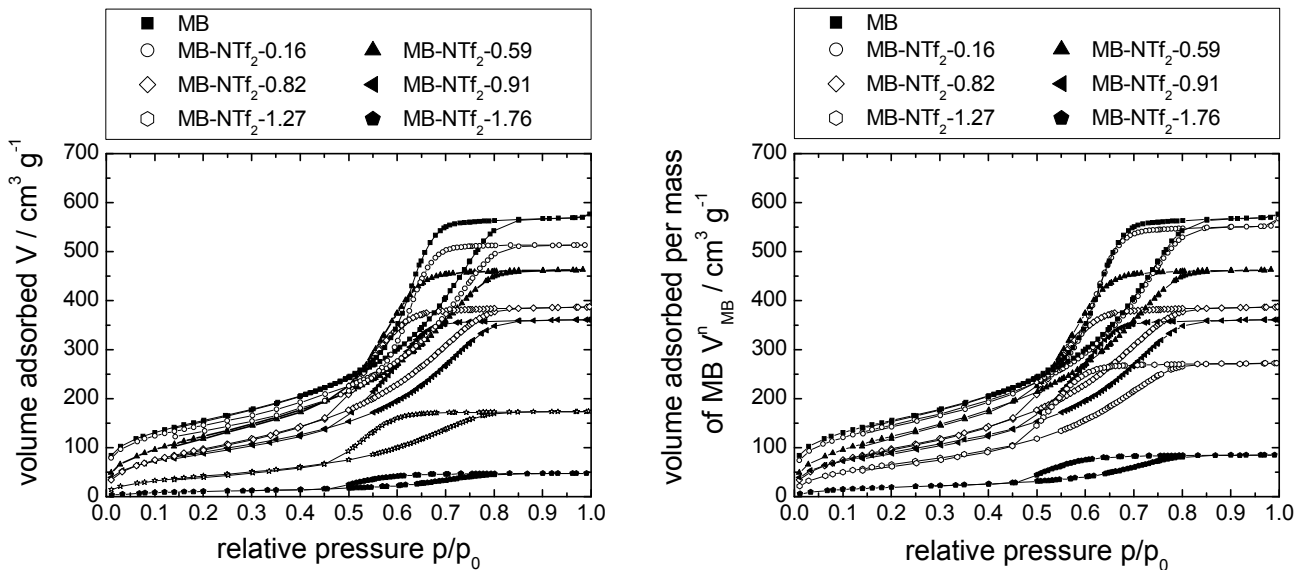 MB
MB-NTf₂-0.16 MB-NTf₂-0.59
MB-NTf₂-0.82 MB-NTf₂-0.91
MB-NTf₂-1.27 MB-NTf₂-1.76
volume adsorbed V / cm³ g⁻¹
700
600
500
400
300
200
100
0
0.0 0.1 0.2 0.3 0.4 0.5 0.6 0.7 0.8 0.9 1.0
relative pressure p/p₀
MB
MB-NTf₂-0.16 MB-NTf₂-0.59
MB-NTf₂-0.82 MB-NTf₂-0.91
MB-NTf₂-1.27 MB-NTf₂-1.76
volume adsorbed per mass
of MB Vⁿ_MB / cm³ g⁻¹
700
600
500
400
300
200
100
0
0.0 0.1 0.2 0.3 0.4 0.5 0.6 0.7 0.8 0.9 1.0
relative pressure p/p₀